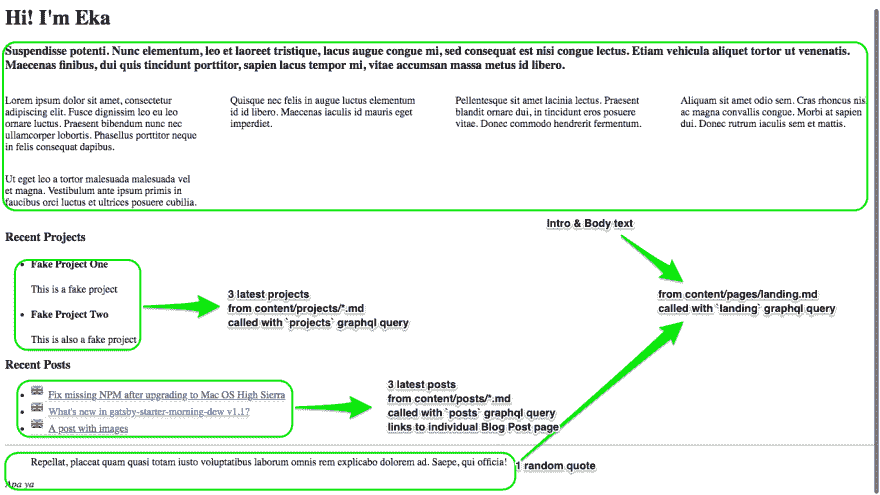 Hi! I'm Eka
Suspendisse potenti. Nunc elementum, leo et laoreet tristique, lacus augue congue mi, sed consequat est nisi congue lectus. Etiam vehicula aliquet tortor ut venenatis.
Maecenas finibus, dui quis tincidunt porttitor, sapien lacus tempor mi, vitae accumsan massa metus id libero.
Lorem ipsum dolor sit amet, consectetur
adipiscing elit. Fusce dignissim leo eu leo
ornare luctus. Praesent bibendum nunc nec
ullamcorper lobortis. Phasellus porttitor neque
in felis consequat dapibus.
Ut eget leo a tortor malesuada malesuada vel
et magna. Vestibulum ante ipsum primis in
faucibus orci luctus et ultrices posuere cubilia.
Quisque nec felis in augue luctus elementum
id id libero. Maecenas iaculis id mauris eget
imperdiet.
Pellentesque sit amet lacinia lectus. Praesent
blandit ornare dui, in tincidunt eros posuere
vitae. Donec commodo hendrerit fermentum.
Aliquam sit amet odio sem. Cras rhoncus nis
ac magna convallis congue. Morbi at sapien
dui. Donec rutrum iaculis sem et mattis.
Intro & Body text
from content/pages/landing.md
called with `landing` graphql query
Recent Projects
Fake Project One
This is a fake project
Fake Project Two
This is also a fake project
3 latest projects
from content/projects/*.md
called with `projects` graphql query
Recent Posts
Fix missing NPM after upgrading to Mac OS High Sierra
What's new in gatsby-starter-morning-dew v1.1?
A post with images
3 latest posts
from content/posts/*.md
called with `posts` graphql query
links to individual Blog Post page
Repellat, placeat quam quasi totam iusto voluptatibus laborum omnis rem explicabo dolorem ad. Saepe, qui officia!
1 random quote
Apa ya